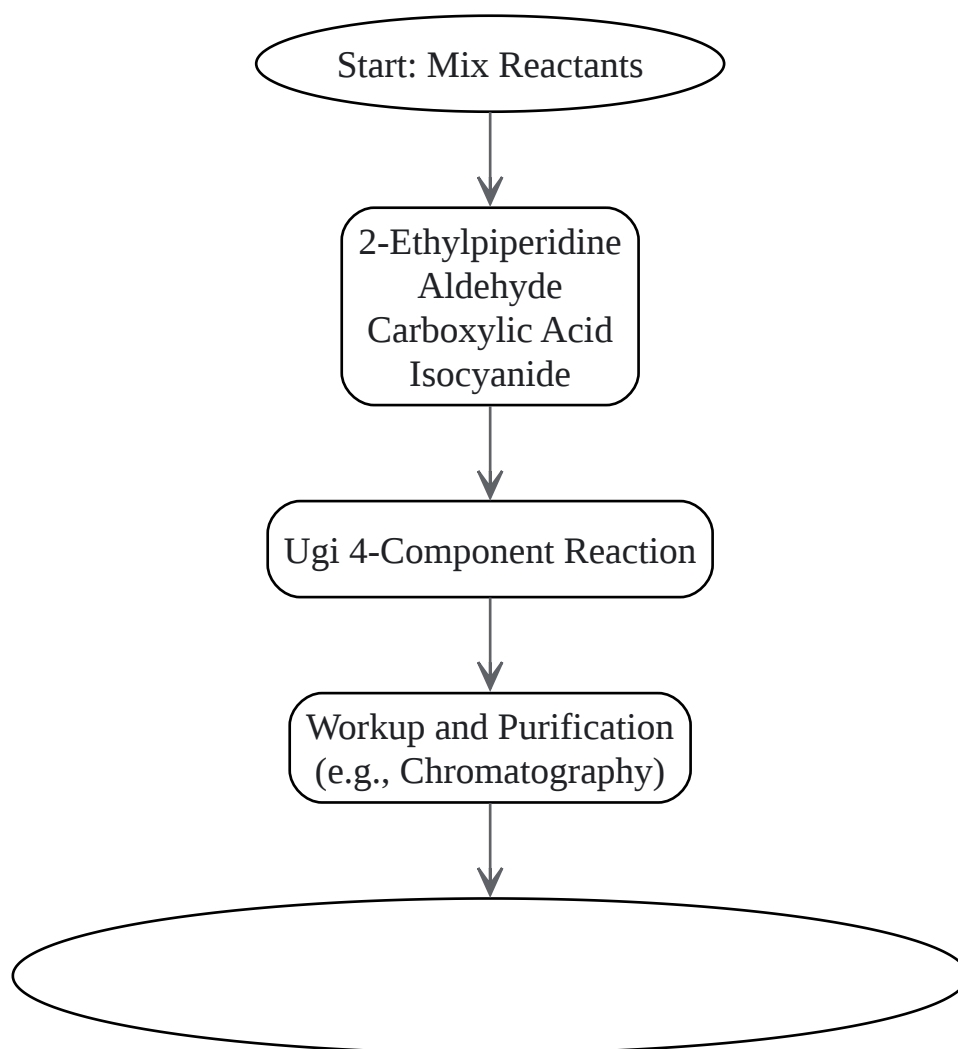 Start: Mix Reactants
2-Ethylpiperidine
Aldehyde
Carboxylic Acid
Isocyanide
Ugi 4-Component Reaction
Workup and Purification
(e.g., Chromatography)